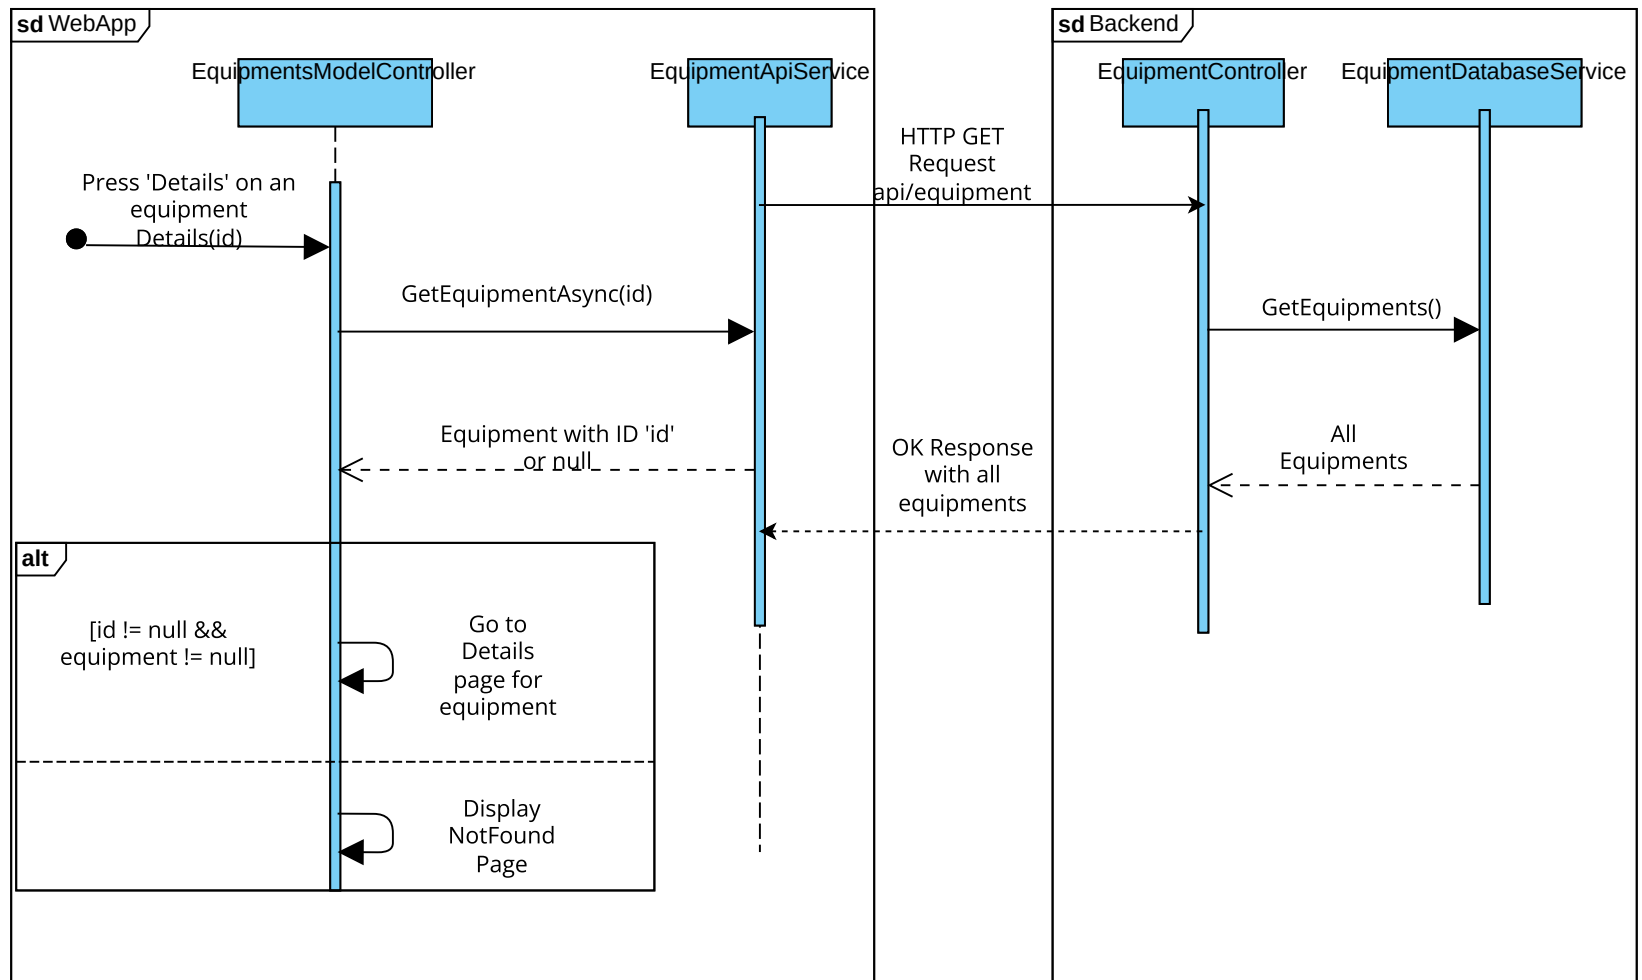 sd WebApp
EquipmentsModelController
EquipmentApiService
Press 'Details' on an
equipment
Details(id)
GetEquipmentAsync(id)
Equipment with ID 'id'
or null
alt
[id != null &&
equipment != null]
Go to
Details
page for
equipment
Display
NotFound
Page
HTTP GET
Request
api/equipment
OK Response
with all
equipments
sd Backend
EquipmentController
EquipmentDatabaseService
GetEquipments()
All
Equipments